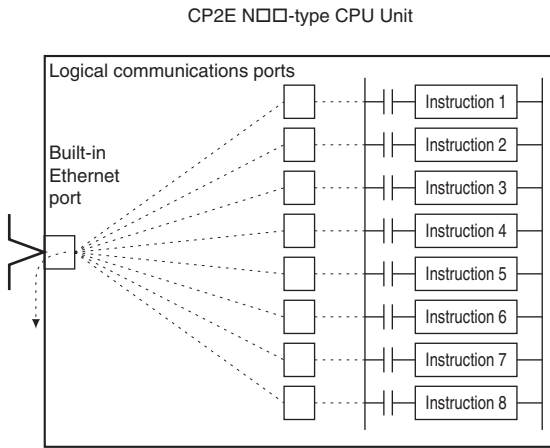 CP2E N□□-type CPU Unit
Logical communications ports
Built-in
Ethernet
port
Instruction 1
Instruction 2
Instruction 3
Instruction 4
Instruction 5
Instruction 6
Instruction 7
Instruction 8